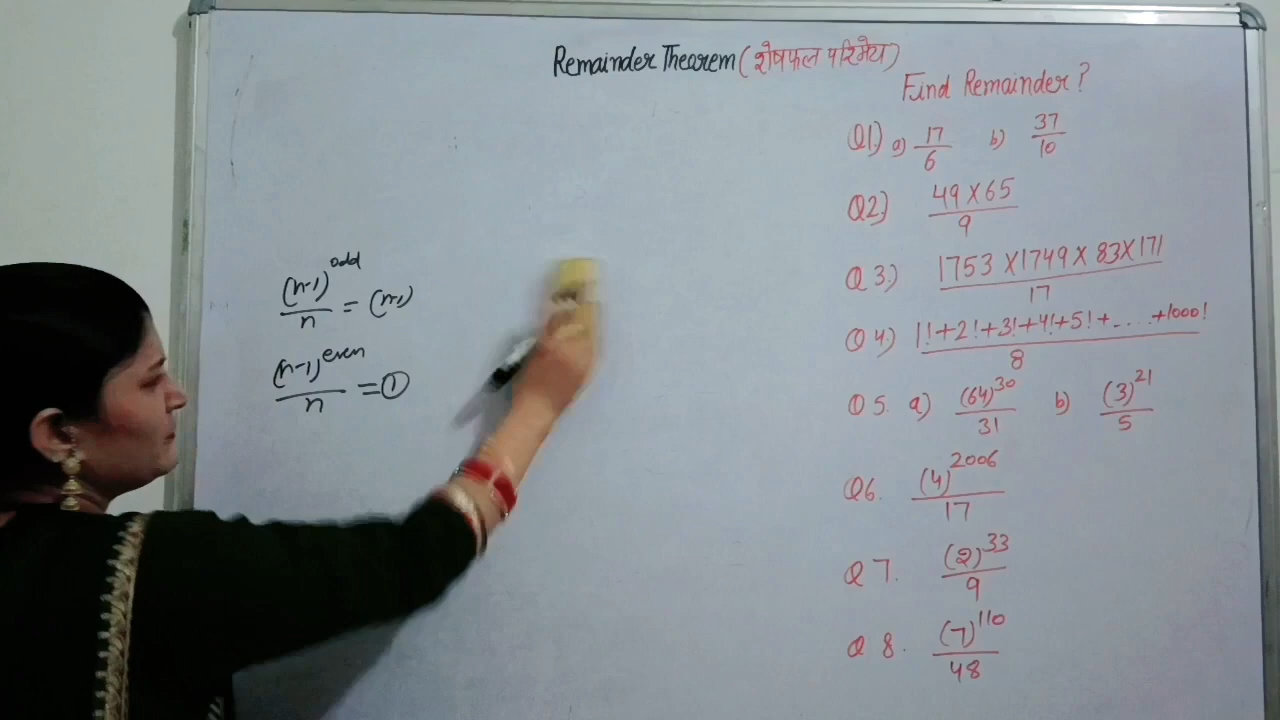 Remainder Theorem (शेषफल परिमेय)
Find Remainder?
Q1) a) 17/6 b) 37/10
Q2) 49×65/9
Q3.) 1753×1749×83×171/17
Q4.) 1!+2!+3!+4!+5!+....+1000!/8
Q5. a) (64)^30/31 b) (3)^21/5
Q6. (4)^2006/17
Q7. (2)^33/9
Q8. (7)^110/48
(n-1)^odd/n = (n-1)
(n-1)^even/n = ①